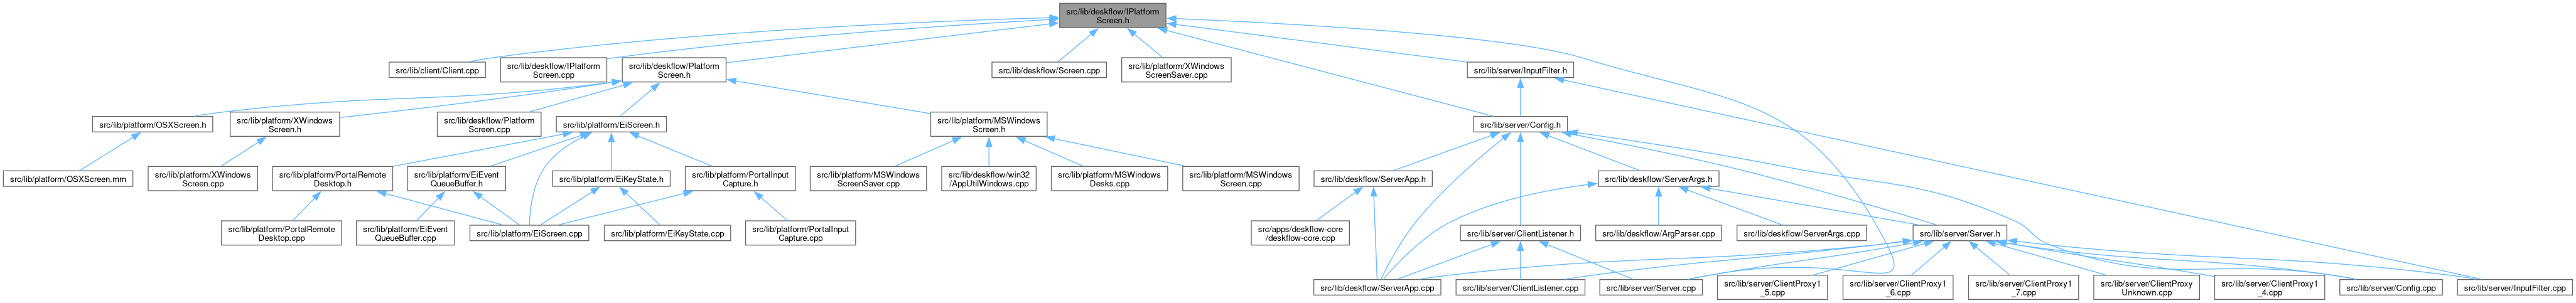 src/lib/deskflow/IPlatform
Screen.h
src/lib/client/Client.cpp
src/lib/deskflow/IPlatform
Screen.cpp
src/lib/deskflow/Platform
Screen.h
src/lib/deskflow/Screen.cpp
src/lib/platform/XWindows
ScreenSaver.cpp
src/lib/server/InputFilter.h
src/lib/platform/OSXScreen.h
src/lib/platform/XWindows
Screen.h
src/lib/deskflow/Platform
Screen.cpp
src/lib/platform/EiScreen.h
src/lib/platform/MSWindows
Screen.h
src/lib/server/Config.h
src/lib/platform/OSXScreen.mm
src/lib/platform/XWindows
Screen.cpp
src/lib/platform/PortalRemote
Desktop.h
src/lib/platform/EiEvent
QueueBuffer.h
src/lib/platform/EiKeyState.h
src/lib/platform/PortalInput
Capture.h
src/lib/platform/MSWindows
ScreenSaver.cpp
src/lib/deskflow/win32
/AppUtilWindows.cpp
src/lib/platform/MSWindows
Desks.cpp
src/lib/platform/MSWindows
Screen.cpp
src/lib/deskflow/ServerApp.h
src/lib/deskflow/ServerArgs.h
src/lib/platform/PortalRemote
Desktop.cpp
src/lib/platform/EiEvent
QueueBuffer.cpp
src/lib/platform/EiScreen.cpp
src/lib/platform/EiKeyState.cpp
src/lib/platform/PortalInput
Capture.cpp
src/apps/deskflow-core
/deskflow-core.cpp
src/lib/server/ClientListener.h
src/lib/deskflow/ArgParser.cpp
src/lib/deskflow/ServerArgs.cpp
src/lib/server/Server.h
src/lib/deskflow/ServerApp.cpp
src/lib/server/ClientListener.cpp
src/lib/server/Server.cpp
src/lib/server/ClientProxy1
_5.cpp
src/lib/server/ClientProxy1
_6.cpp
src/lib/server/ClientProxy1
_7.cpp
src/lib/server/ClientProxy
Unknown.cpp
src/lib/server/ClientProxy1
_4.cpp
src/lib/server/Config.cpp
src/lib/server/InputFilter.cpp